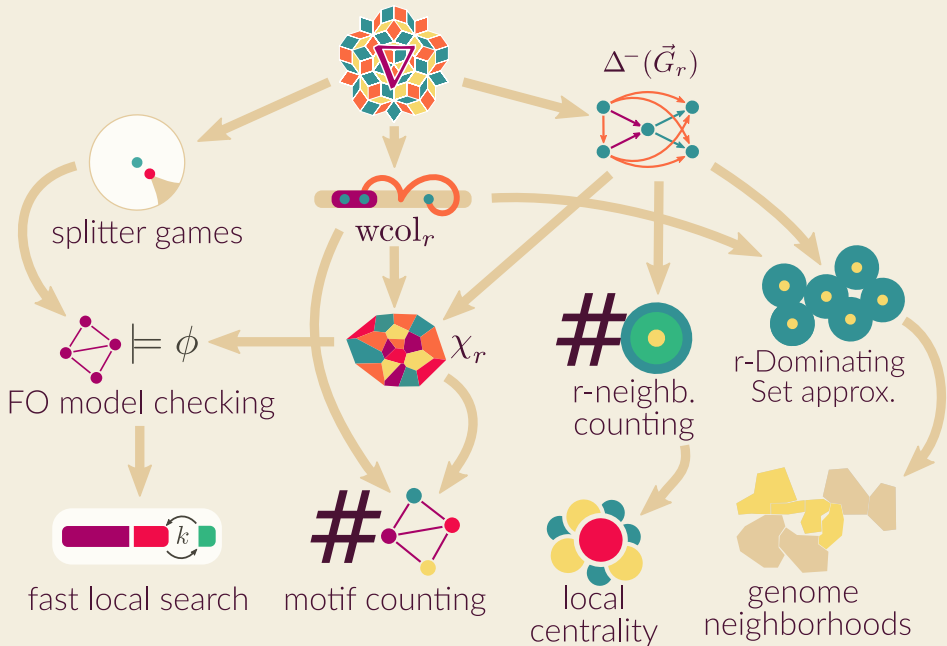 ∇
Δ⁻(G⃗ᵣ)
splitter games
wcolᵣ
# 
χᵣ
⊨ ϕ
r-Dominating
Set approx.
FO model checking
r-neighb.
counting
#
k
fast local search
motif counting
local
centrality
genome
neighborhoods